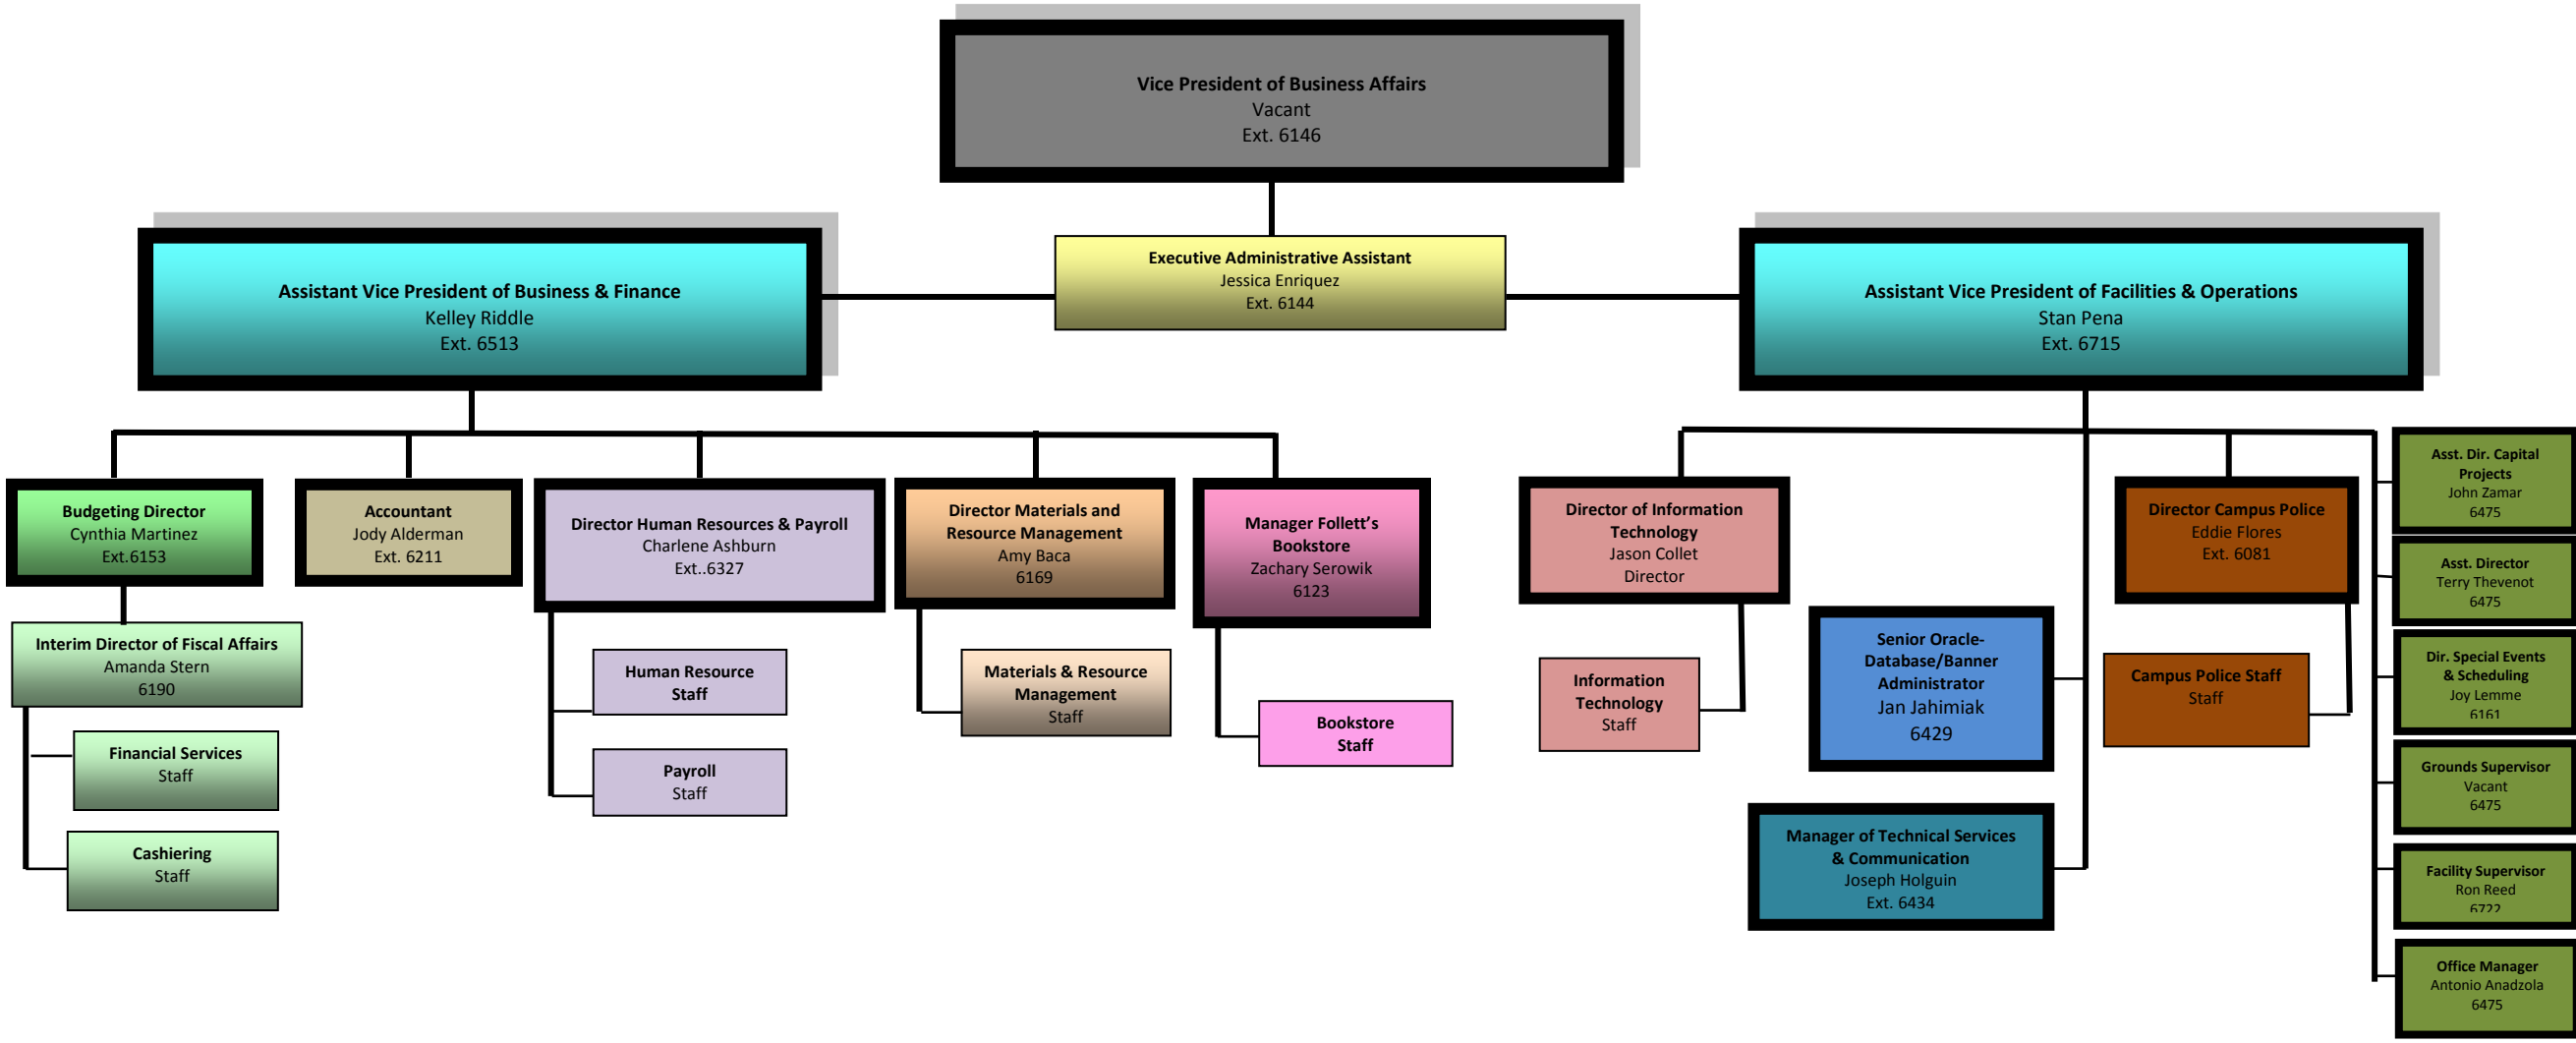 Vice President of Business Affairs
Vacant
Ext. 6146
Executive Administrative Assistant
Jessica Enriquez
Ext. 6144
Assistant Vice President of Business & Finance
Kelley Riddle
Ext. 6513
Assistant Vice President of Facilities & Operations
Stan Pena
Ext. 6715
Budgeting Director
Cynthia Martinez
Ext.6153
Accountant
Jody Alderman
Ext. 6211
Director Human Resources & Payroll
Charlene Ashburn
Ext..6327
Director Materials and
Resource Management
Amy Baca
6169
Manager Follett’s
Bookstore
Zachary Serowik
6123
Director of Information
Technology
Jason Collet
Director
Director Campus Police
Eddie Flores
Ext. 6081
Asst. Dir. Capital
Projects
John Zamar
6475
Asst. Director
Terry Thevenot
6475
Dir. Special Events
& Scheduling
Joy Lemme
6161
Grounds Supervisor
Vacant
6475
Facility Supervisor
Ron Reed
6722
Office Manager
Antonio Anadzola
6475
Interim Director of Fiscal Affairs
Amanda Stern
6190
Financial Services
Staff
Cashiering
Staff
Human Resource
Staff
Payroll
Staff
Materials & Resource
Management
Staff
Bookstore
Staff
Information
Technology
Staff
Senior Oracle-
Database/Banner
Administrator
Jan Jahimiak
6429
Manager of Technical Services
& Communication
Joseph Holguin
Ext. 6434
Campus Police Staff
Staff